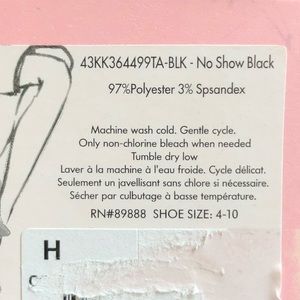 43KK364499TA-BLK - No Show Black
97%Polyester 3% Spsandex
Machine wash cold. Gentle cycle.
Only non-chlorine bleach when needed
Tumble dry low
Laver à la machine à l'eau froide. Cycle délicat.
Seulement un javellisant sans chlore si nécessaire.
Sécher par culbutage à basse température.
RN#89888 SHOE SIZE: 4-10
H